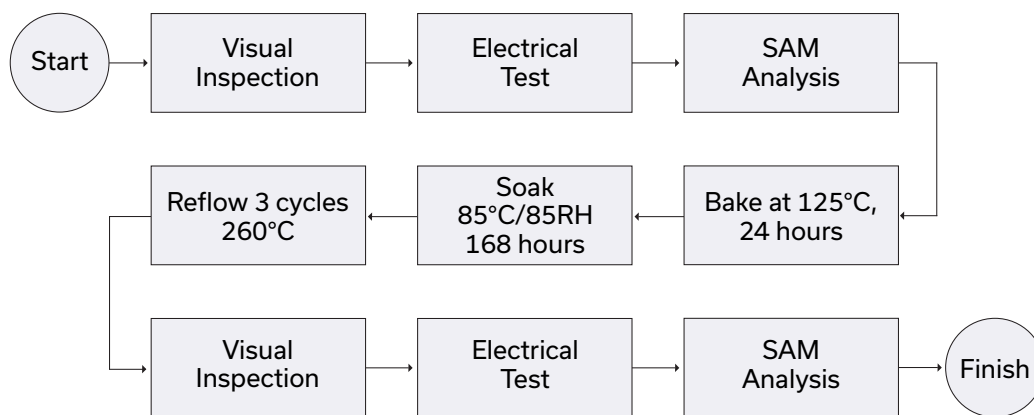 Start
Visual
Inspection
Electrical
Test
SAM
Analysis
Bake at 125°C,
24 hours
Soak
85°C/85RH
168 hours
Reflow 3 cycles
260°C
Visual
Inspection
Electrical
Test
SAM
Analysis
Finish